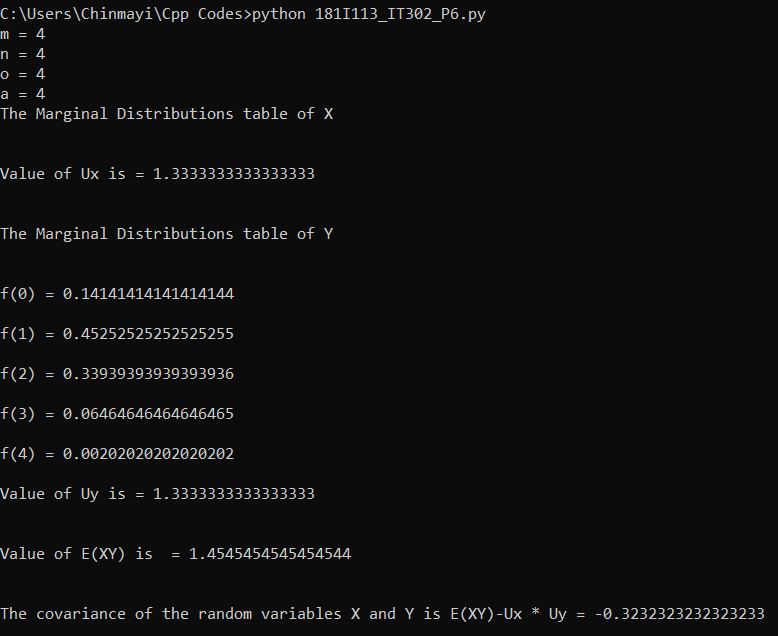 C:\Users\Chinmayi\Cpp Codes>python 181I113_IT302_P6.py
m = 4
n = 4
o = 4
a = 4
The Marginal Distributions table of X
Value of Ux is = 1.3333333333333333
The Marginal Distributions table of Y
f(0) = 0.14141414141414144
f(1) = 0.45252525252525255
f(2) = 0.33939393939393936
f(3) = 0.06464646464646465
f(4) = 0.00202020202020202
Value of Uy is = 1.3333333333333333
Value of E(XY) is  = 1.4545454545454544
The covariance of the random variables X and Y is E(XY)-Ux * Uy = -0.3232323232323233